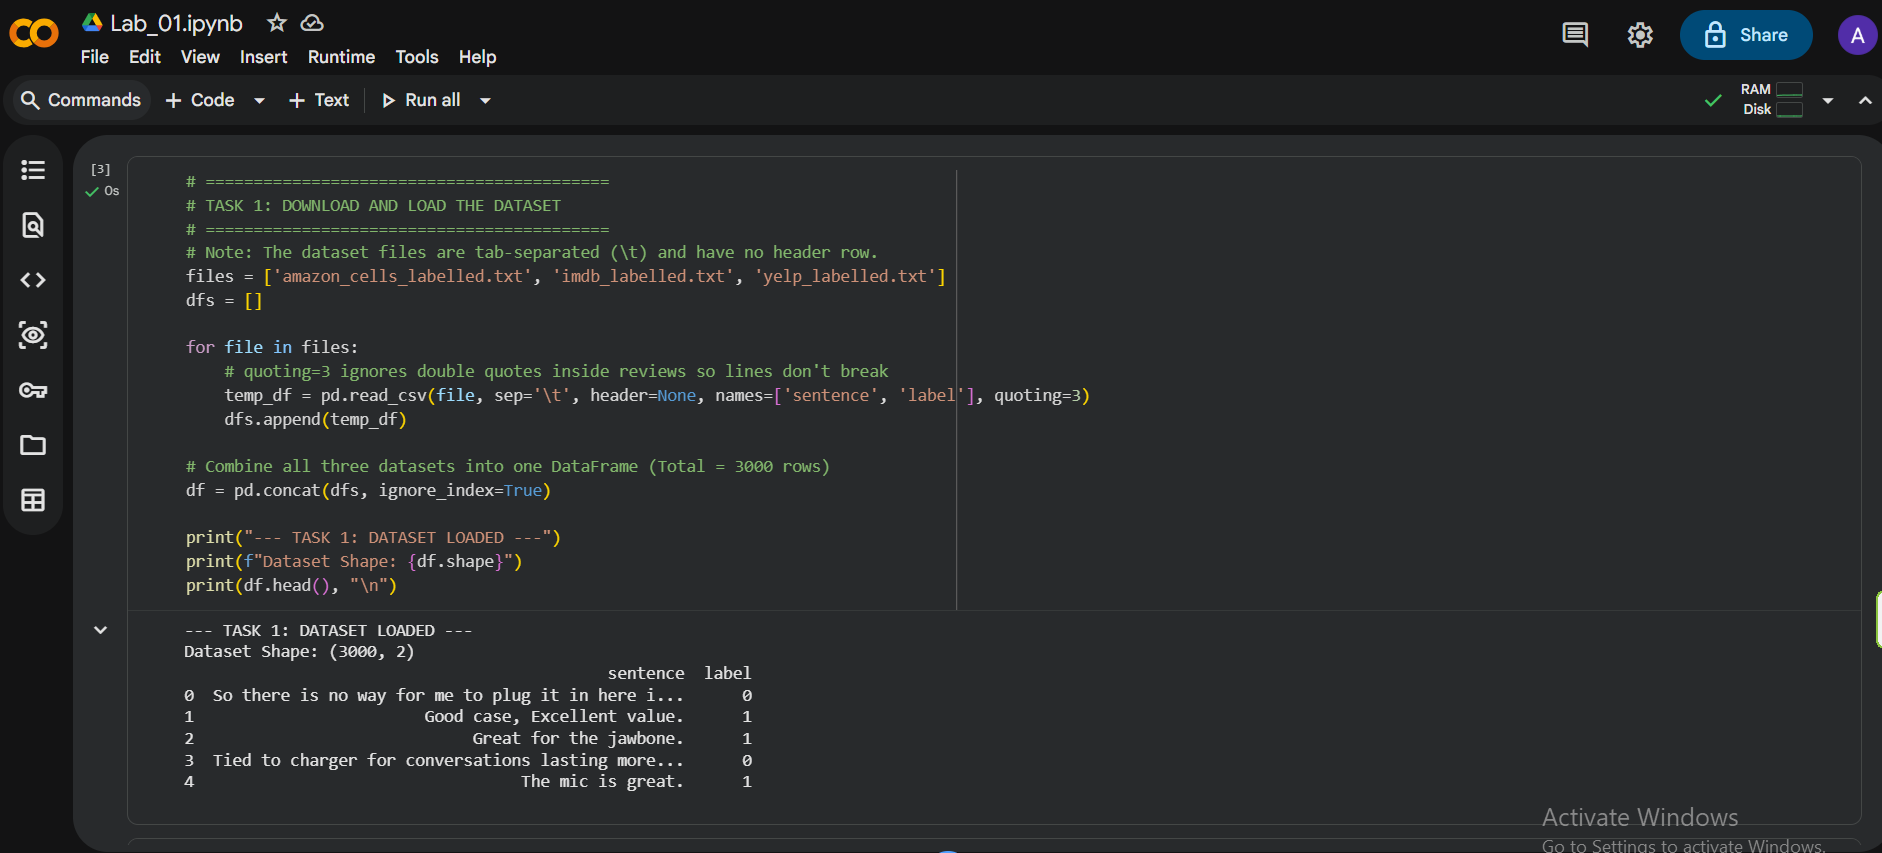 Lab_01.ipynb
File Edit View Insert Runtime Tools Help
Share
A
Commands + Code + Text Run all
RAM
Disk
[3]
0s
# ==========================================
# TASK 1: DOWNLOAD AND LOAD THE DATASET
# ==========================================
# Note: The dataset files are tab-separated (\t) and have no header row.
files = ['amazon_cells_labelled.txt', 'imdb_labelled.txt', 'yelp_labelled.txt']
dfs = []
for file in files:
    # quoting=3 ignores double quotes inside reviews so lines don't break
    temp_df = pd.read_csv(file, sep='\t', header=None, names=['sentence', 'label'], quoting=3)
    dfs.append(temp_df)
# Combine all three datasets into one DataFrame (Total = 3000 rows)
df = pd.concat(dfs, ignore_index=True)
print("--- TASK 1: DATASET LOADED ---")
print(f"Dataset Shape: {df.shape}")
print(df.head(), "\n")
--- TASK 1: DATASET LOADED ---
Dataset Shape: (3000, 2)
sentence label
0 So there is no way for me to plug it in here i... 0
1 Good case, Excellent value. 1
2 Great for the jawbone. 1
3 Tied to charger for conversations lasting more... 0
4 The mic is great. 1
Activate Windows
Go to Settings to activate Windows.